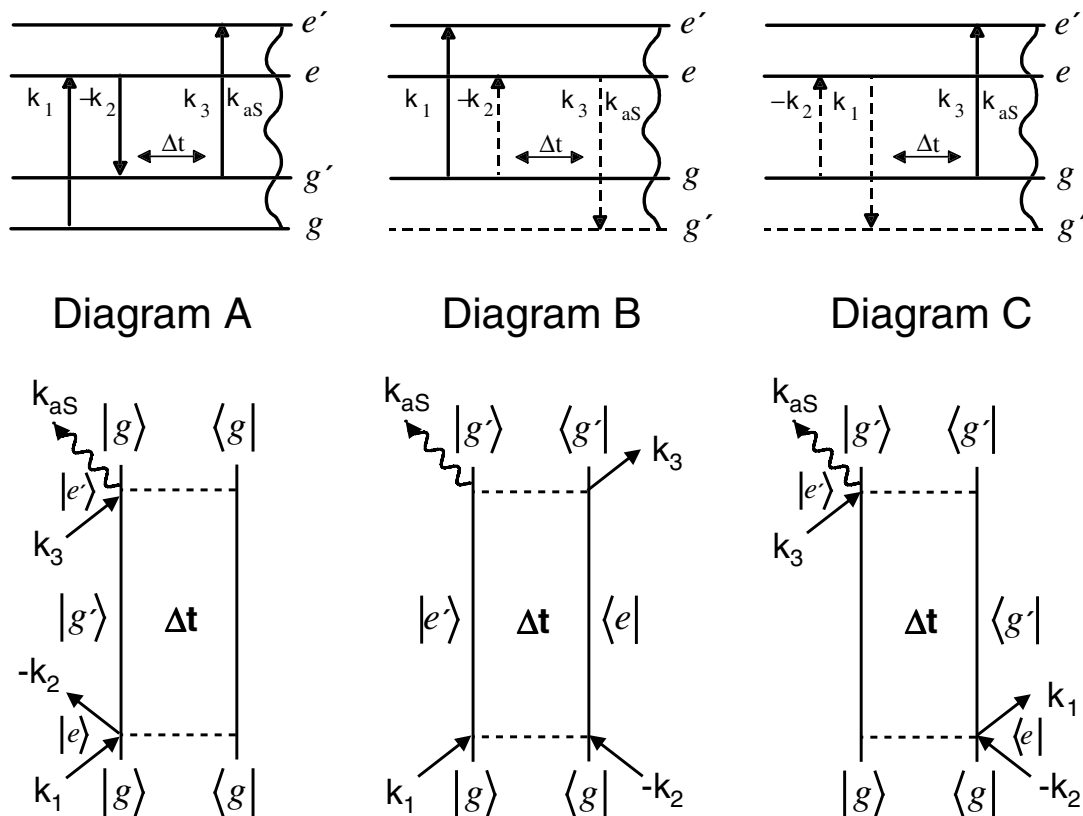 e′ e′ e′
e e e
k1 −k2 k3 kaS k1 −k2 k3 kaS −k2 k1 k3 kaS
Δt Δt Δt
g′ g g
g g′ g′
Diagram A Diagram B Diagram C
kaS |g⟩ ⟨g| kaS |g′⟩ ⟨g′| kaS |g′⟩ ⟨g′|
k3
|e′⟩ |e′⟩
k3 k3
|g′⟩ Δt |e′⟩ Δt ⟨e| Δt ⟨g′|
-k2 k1
|e⟩ ⟨e|
k1 |g⟩ ⟨g| k1 |g⟩ ⟨g| -k2 |g⟩ ⟨g| -k2